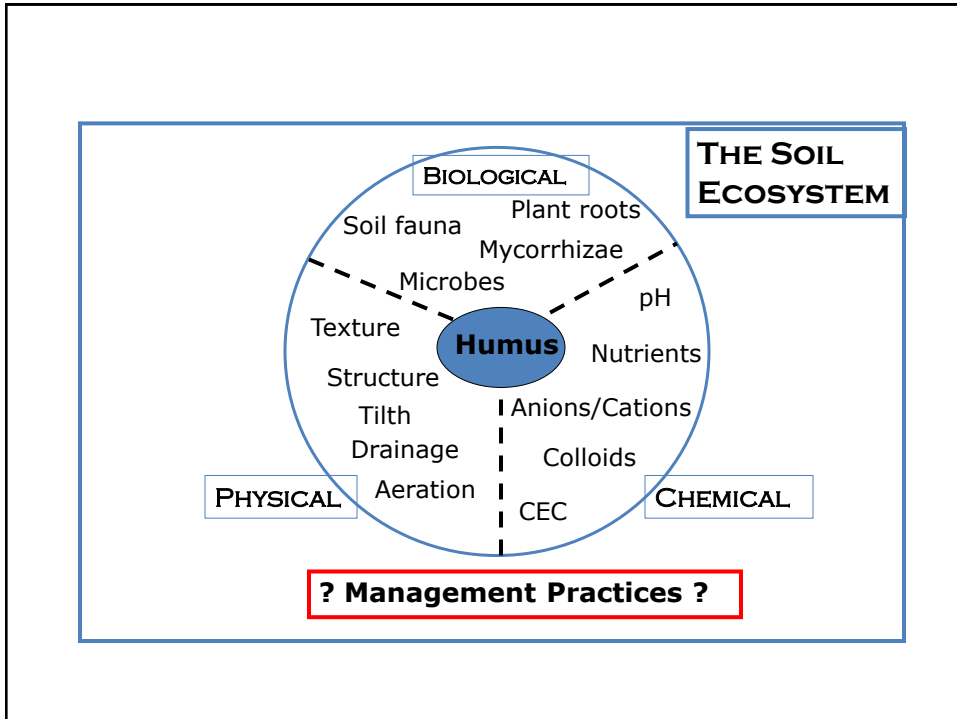 THE SOIL
ECOSYSTEM
BIOLOGICAL
Soil fauna
Plant roots
Mycorrhizae
Microbes
pH
Texture
Humus
Nutrients
Structure
Anions/Cations
Tilth
Drainage
Colloids
Aeration
CEC
PHYSICAL
CHEMICAL
? Management Practices ?